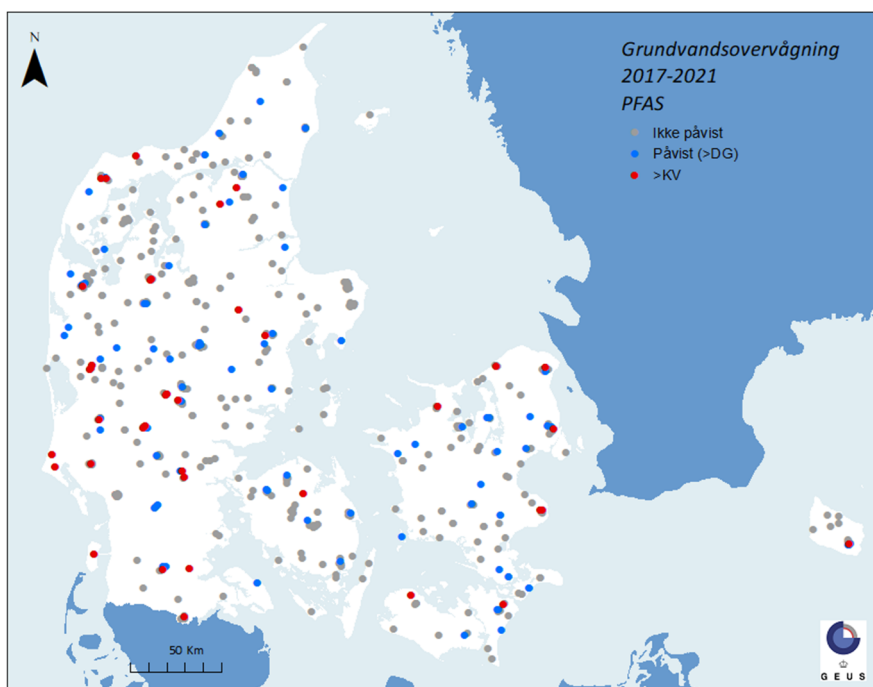 N
Grundvandsovervågning
2017-2021
PFAS
Ikke påvist
Påvist (>DG)
>KV
50 Km
GEUS